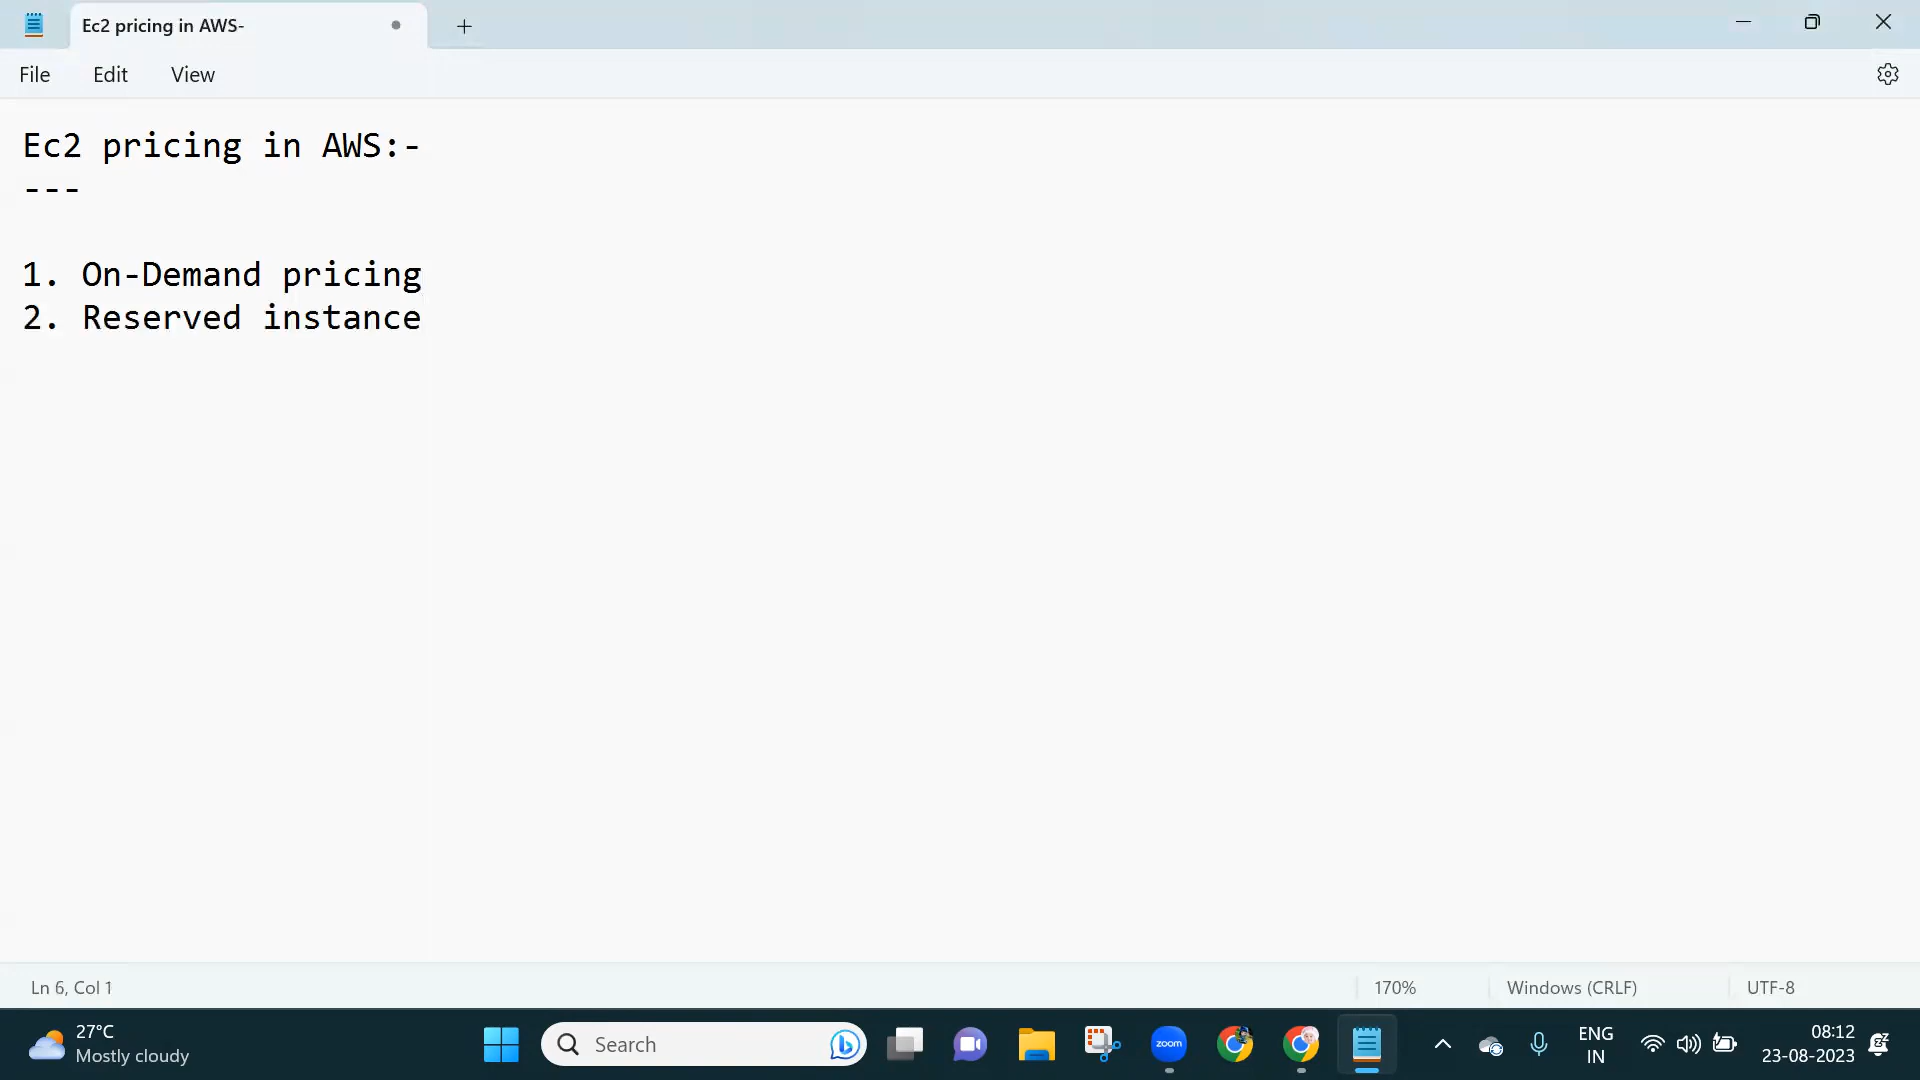 Ec2 pricing in AWS-
File Edit View
Ec2 pricing in AWS:-
---
1. On-Demand pricing
2. Reserved instance
Ln 6, Col 1 170% Windows (CRLF) UTF-8
27°C
Mostly cloudy
Search
zoom
ENG
IN
08:12
23-08-2023